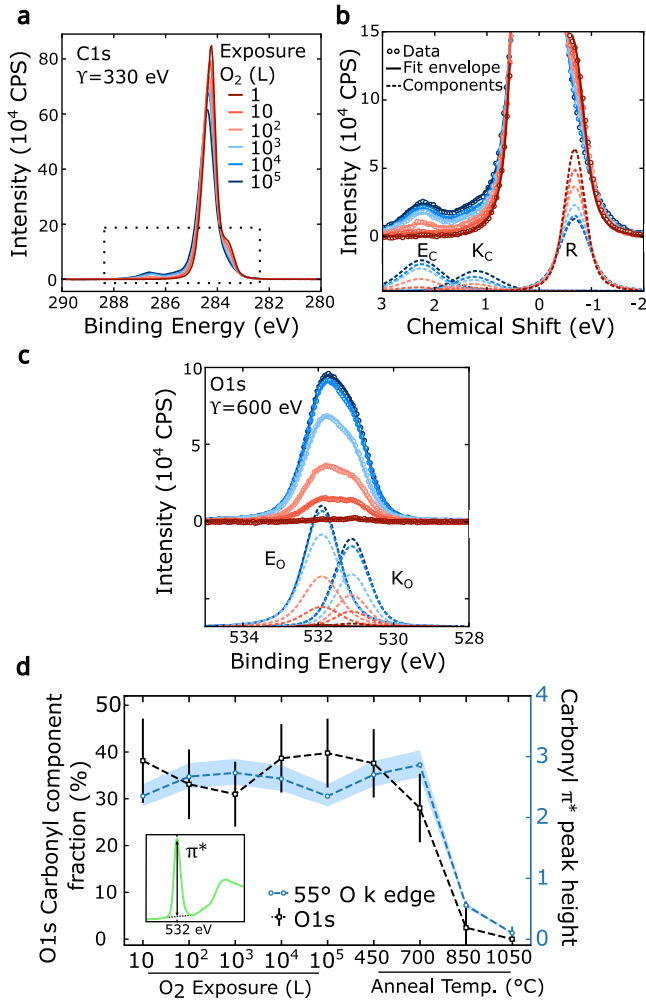 a
C1s
ϒ=330 eV
Exposure
O₂ (L)
1
10
10²
10³
10⁴
10⁵
Intensity (10⁴ CPS)
80
60
40
20
0
290 288 286 284 282 280
Binding Energy (eV)
b
Data
Fit envelope
Components
Intensity (10⁴ CPS)
15
10
5
0
E_C K_C R
3 2 1 0 -1 -2
Chemical Shift (eV)
c
O1s
ϒ=600 eV
Intensity (10⁴ CPS)
10
5
0
E_O K_O
534 532 530 528
Binding Energy (eV)
d
O1s Carbonyl component
fraction (%)
50
40
30
20
10
0
π*
532 eV
55° O k edge
O1s
4
3
2
1
0
Carbonyl π* peak height
10 10² 10³ 10⁴ 10⁵ 450 700 850 1050
O₂ Exposure (L) Anneal Temp. (°C)